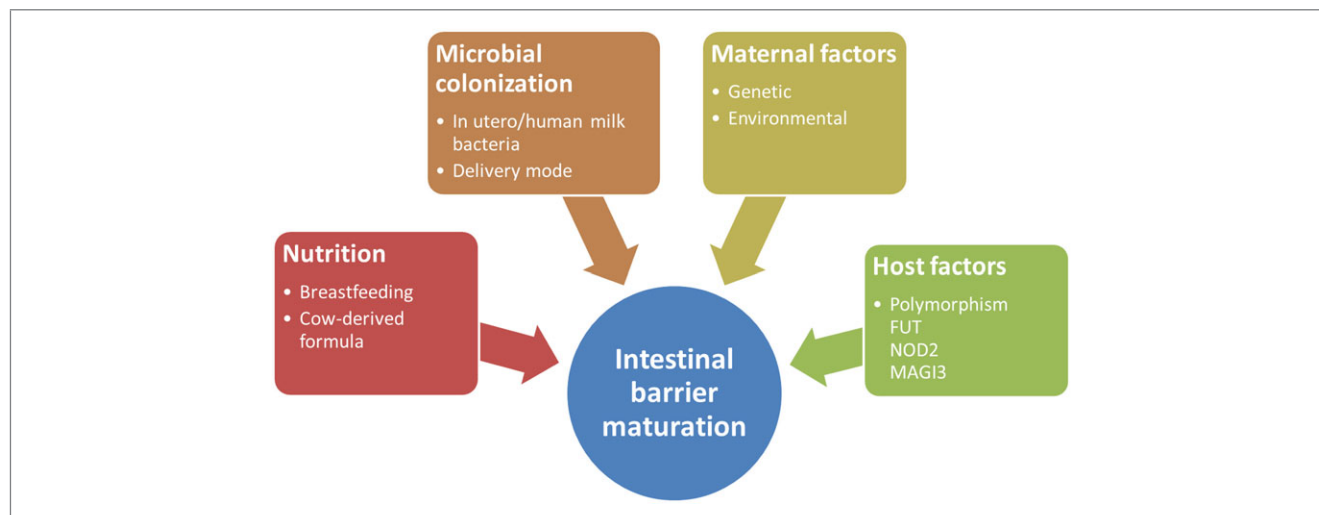 Microbial
colonization
• In utero/human milk
bacteria
• Delivery mode
Maternal factors
• Genetic
• Environmental
Nutrition
• Breastfeeding
• Cow-derived
formula
Host factors
• Polymorphism
FUT
NOD2
MAGI3
Intestinal
barrier
maturation